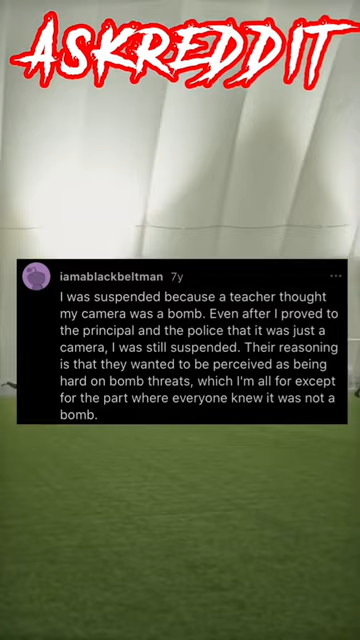 ASKREDDIT
iamablackbeltman 7y ...
I was suspended because a teacher thought
my camera was a bomb. Even after I proved to
the principal and the police that it was just a
camera, I was still suspended. Their reasoning
is that they wanted to be perceived as being
hard on bomb threats, which I'm all for except
for the part where everyone knew it was not a
bomb.